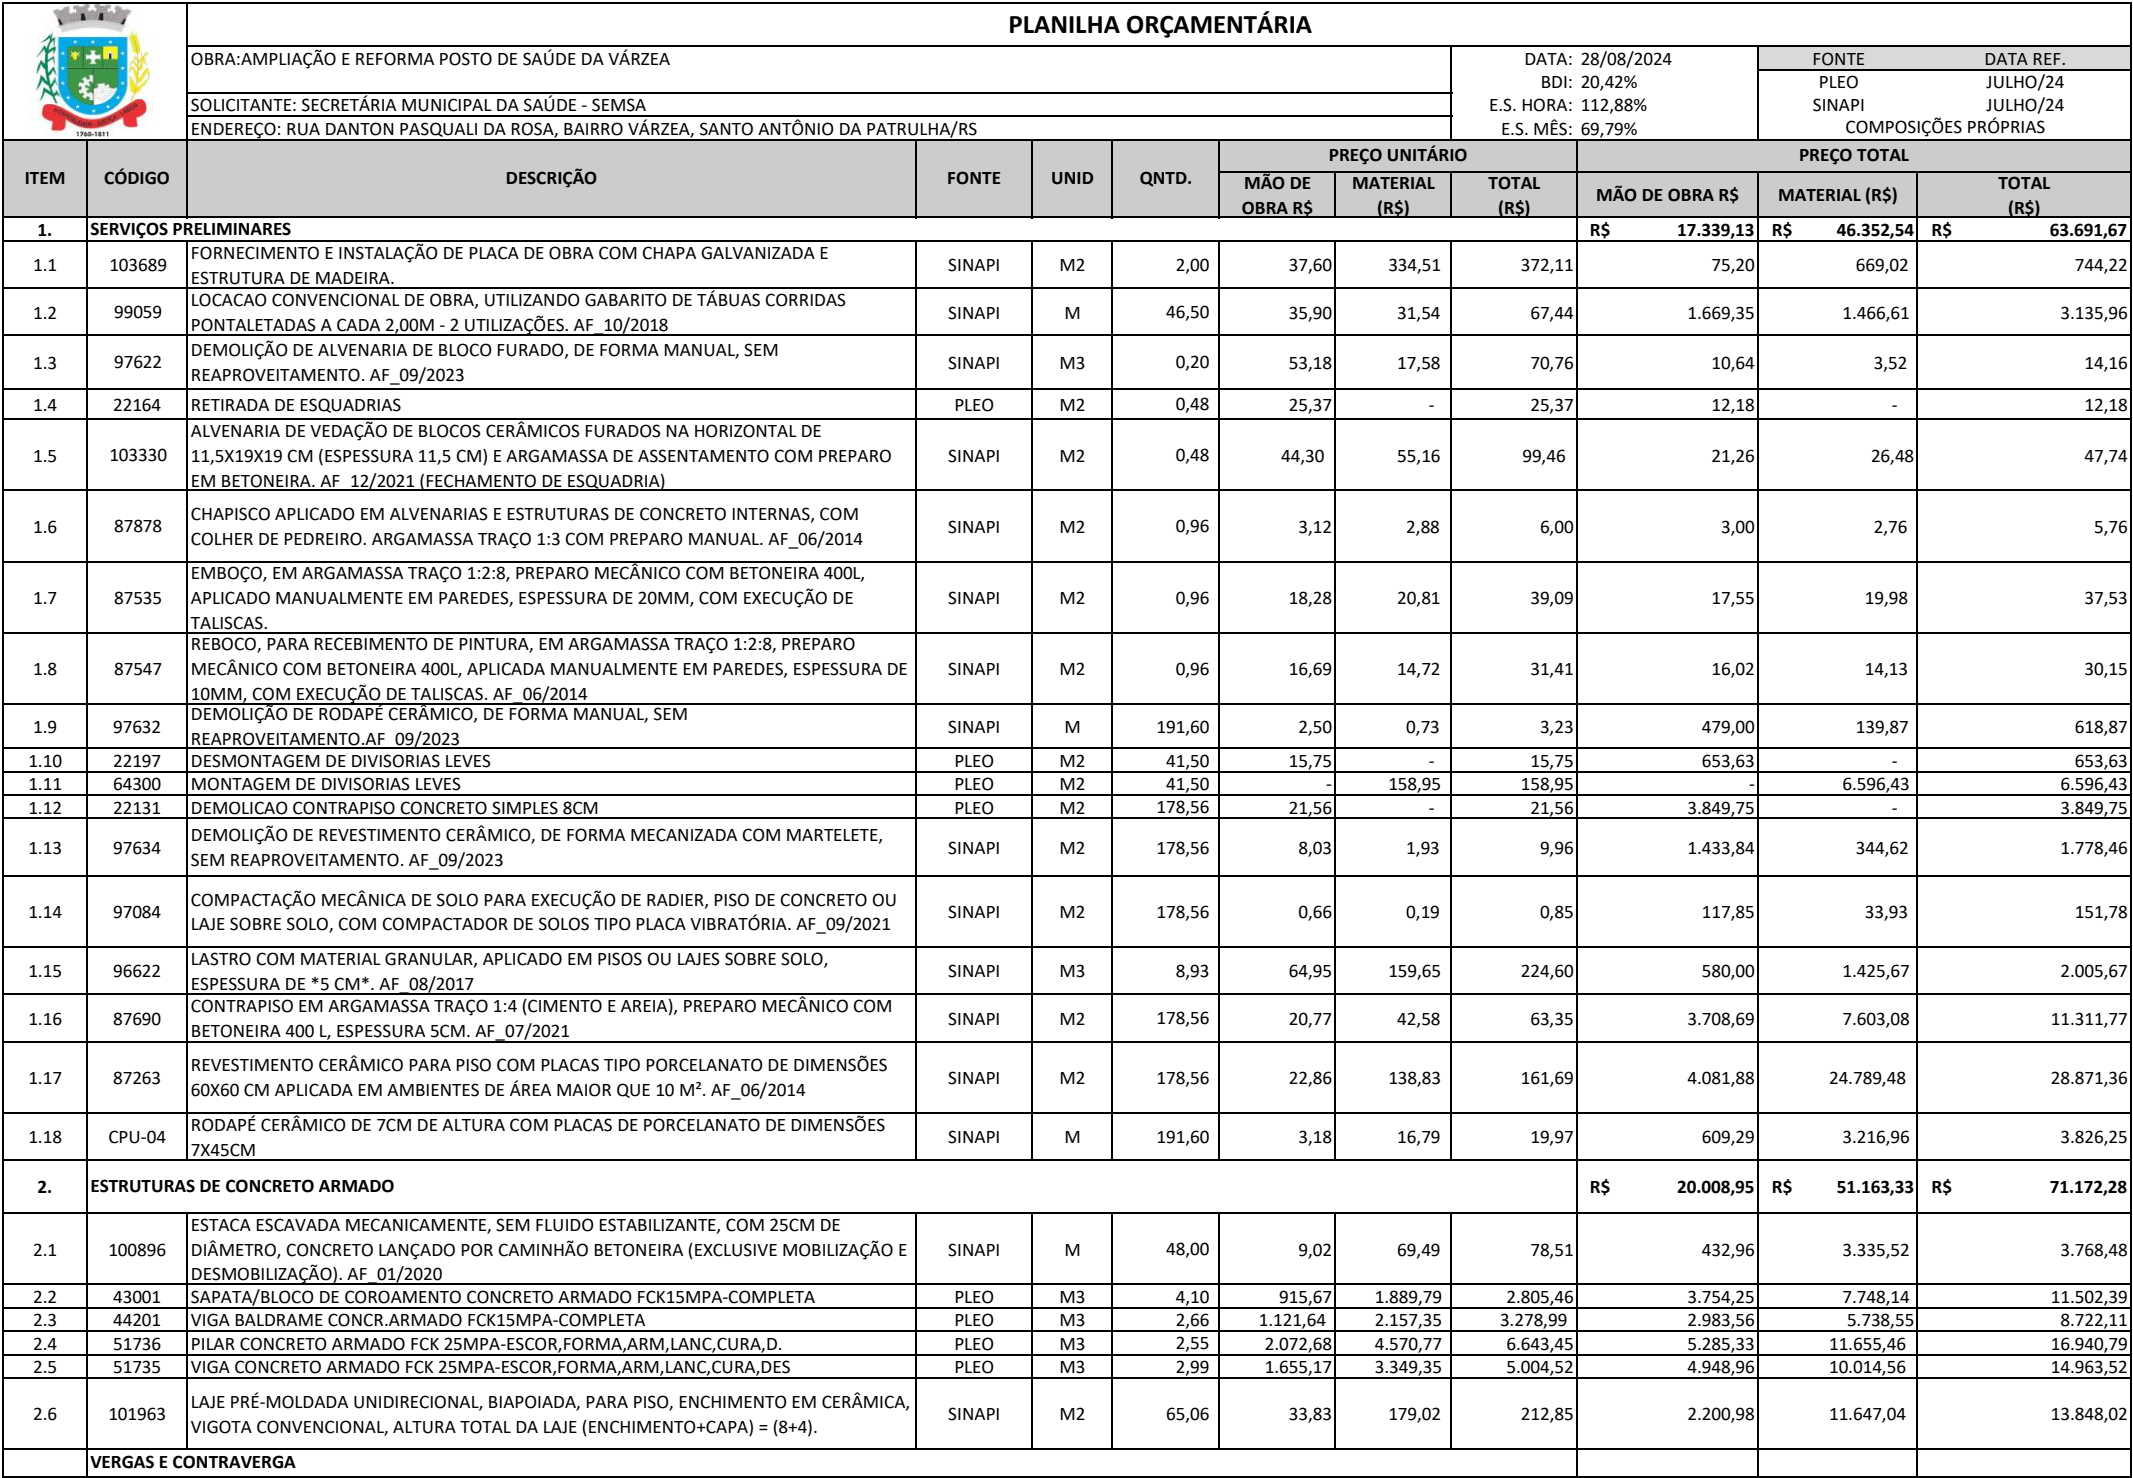 PLANILHA ORÇAMENTÁRIA
OBRA:AMPLIAÇÃO E REFORMA POSTO DE SAÚDE DA VÁRZEA
DATA: 28/08/2024
FONTE DATA REF.
BDI: 20,42%
PLEO JULHO/24
SOLICITANTE: SECRETÁRIA MUNICIPAL DA SAÚDE - SEMSA
E.S. HORA: 112,88%
SINAPI JULHO/24
1760-1811
ENDEREÇO: RUA DANTON PASQUALI DA ROSA, BAIRRO VÁRZEA, SANTO ANTÔNIO DA PATRULHA/RS
E.S. MÊS: 69,79%
COMPOSIÇÕES PRÓPRIAS
ITEM CÓDIGO DESCRIÇÃO FONTE UNID QNTD. PREÇO UNITÁRIO PREÇO TOTAL
MÃO DE OBRA R$ MATERIAL (R$) TOTAL (R$) MÃO DE OBRA R$ MATERIAL (R$) TOTAL (R$)
1. SERVIÇOS PRELIMINARES R$ 17.339,13 R$ 46.352,54 R$ 63.691,67
1.1 103689 FORNECIMENTO E INSTALAÇÃO DE PLACA DE OBRA COM CHAPA GALVANIZADA E
ESTRUTURA DE MADEIRA. SINAPI M2 2,00 37,60 334,51 372,11 75,20 669,02 744,22
1.2 99059 LOCACAO CONVENCIONAL DE OBRA, UTILIZANDO GABARITO DE TÁBUAS CORRIDAS
PONTALETADAS A CADA 2,00M - 2 UTILIZAÇÕES. AF_10/2018 SINAPI M 46,50 35,90 31,54 67,44 1.669,35 1.466,61 3.135,96
1.3 97622 DEMOLIÇÃO DE ALVENARIA DE BLOCO FURADO, DE FORMA MANUAL, SEM
REAPROVEITAMENTO. AF_09/2023 SINAPI M3 0,20 53,18 17,58 70,76 10,64 3,52 14,16
1.4 22164 RETIRADA DE ESQUADRIAS PLEO M2 0,48 25,37 - 25,37 12,18 - 12,18
1.5 103330 ALVENARIA DE VEDAÇÃO DE BLOCOS CERÂMICOS FURADOS NA HORIZONTAL DE
11,5X19X19 CM (ESPESSURA 11,5 CM) E ARGAMASSA DE ASSENTAMENTO COM PREPARO
EM BETONEIRA. AF_12/2021 (FECHAMENTO DE ESQUADRIA) SINAPI M2 0,48 44,30 55,16 99,46 21,26 26,48 47,74
1.6 87878 CHAPISCO APLICADO EM ALVENARIAS E ESTRUTURAS DE CONCRETO INTERNAS, COM
COLHER DE PEDREIRO. ARGAMASSA TRAÇO 1:3 COM PREPARO MANUAL. AF_06/2014 SINAPI M2 0,96 3,12 2,88 6,00 3,00 2,76 5,76
1.7 87535 EMBOÇO, EM ARGAMASSA TRAÇO 1:2:8, PREPARO MECÂNICO COM BETONEIRA 400L,
APLICADO MANUALMENTE EM PAREDES, ESPESSURA DE 20MM, COM EXECUÇÃO DE
TALISCAS. SINAPI M2 0,96 18,28 20,81 39,09 17,55 19,98 37,53
1.8 87547 REBOCO, PARA RECEBIMENTO DE PINTURA, EM ARGAMASSA TRAÇO 1:2:8, PREPARO
MECÂNICO COM BETONEIRA 400L, APLICADA MANUALMENTE EM PAREDES, ESPESSURA DE
10MM, COM EXECUÇÃO DE TALISCAS. AF_06/2014 SINAPI M2 0,96 16,69 14,72 31,41 16,02 14,13 30,15
1.9 97632 DEMOLIÇÃO DE RODAPÉ CERÂMICO, DE FORMA MANUAL, SEM
REAPROVEITAMENTO.AF_09/2023 SINAPI M 191,60 2,50 0,73 3,23 479,00 139,87 618,87
1.10 22197 DESMONTAGEM DE DIVISORIAS LEVES PLEO M2 41,50 15,75 - 15,75 653,63 - 653,63
1.11 64300 MONTAGEM DE DIVISORIAS LEVES PLEO M2 41,50 - 158,95 158,95 - 6.596,43 6.596,43
1.12 22131 DEMOLICAO CONTRAPISO CONCRETO SIMPLES 8CM PLEO M2 178,56 21,56 - 21,56 3.849,75 - 3.849,75
1.13 97634 DEMOLIÇÃO DE REVESTIMENTO CERÂMICO, DE FORMA MECANIZADA COM MARTELETE,
SEM REAPROVEITAMENTO. AF_09/2023 SINAPI M2 178,56 8,03 1,93 9,96 1.433,84 344,62 1.778,46
1.14 97084 COMPACTAÇÃO MECÂNICA DE SOLO PARA EXECUÇÃO DE RADIER, PISO DE CONCRETO OU
LAJE SOBRE SOLO, COM COMPACTADOR DE SOLOS TIPO PLACA VIBRATÓRIA. AF_09/2021 SINAPI M2 178,56 0,66 0,19 0,85 117,85 33,93 151,78
1.15 96622 LASTRO COM MATERIAL GRANULAR, APLICADO EM PISOS OU LAJES SOBRE SOLO,
ESPESSURA DE *5 CM*. AF_08/2017 SINAPI M3 8,93 64,95 159,65 224,60 580,00 1.425,67 2.005,67
1.16 87690 CONTRAPISO EM ARGAMASSA TRAÇO 1:4 (CIMENTO E AREIA), PREPARO MECÂNICO COM
BETONEIRA 400 L, ESPESSURA 5CM. AF_07/2021 SINAPI M2 178,56 20,77 42,58 63,35 3.708,69 7.603,08 11.311,77
1.17 87263 REVESTIMENTO CERÂMICO PARA PISO COM PLACAS TIPO PORCELANATO DE DIMENSÕES
60X60 CM APLICADA EM AMBIENTES DE ÁREA MAIOR QUE 10 M². AF_06/2014 SINAPI M2 178,56 22,86 138,83 161,69 4.081,88 24.789,48 28.871,36
1.18 CPU-04 RODAPÉ CERÂMICO DE 7CM DE ALTURA COM PLACAS DE PORCELANATO DE DIMENSÕES
7X45CM SINAPI M 191,60 3,18 16,79 19,97 609,29 3.216,96 3.826,25
2. ESTRUTURAS DE CONCRETO ARMADO R$ 20.008,95 R$ 51.163,33 R$ 71.172,28
2.1 100896 ESTACA ESCAVADA MECANICAMENTE, SEM FLUIDO ESTABILIZANTE, COM 25CM DE
DIÂMETRO, CONCRETO LANÇADO POR CAMINHÃO BETONEIRA (EXCLUSIVE MOBILIZAÇÃO E
DESMOBILIZAÇÃO). AF_01/2020 SINAPI M 48,00 9,02 69,49 78,51 432,96 3.335,52 3.768,48
2.2 43001 SAPATA/BLOCO DE COROAMENTO CONCRETO ARMADO FCK15MPA-COMPLETA PLEO M3 4,10 915,67 1.889,79 2.805,46 3.754,25 7.748,14 11.502,39
2.3 44201 VIGA BALDRAME CONCR.ARMADO FCK15MPA-COMPLETA PLEO M3 2,66 1.121,64 2.157,35 3.278,99 2.983,56 5.738,55 8.722,11
2.4 51736 PILAR CONCRETO ARMADO FCK 25MPA-ESCOR,FORMA,ARM,LANC,CURA,D. PLEO M3 2,55 2.072,68 4.570,77 6.643,45 5.285,33 11.655,46 16.940,79
2.5 51735 VIGA CONCRETO ARMADO FCK 25MPA-ESCOR,FORMA,ARM,LANC,CURA,DES PLEO M3 2,99 1.655,17 3.349,35 5.004,52 4.948,96 10.014,56 14.963,52
2.6 101963 LAJE PRÉ-MOLDADA UNIDIRECIONAL, BIAPOIADA, PARA PISO, ENCHIMENTO EM CERÂMICA,
VIGOTA CONVENCIONAL, ALTURA TOTAL DA LAJE (ENCHIMENTO+CAPA) = (8+4). SINAPI M2 65,06 33,83 179,02 212,85 2.200,98 11.647,04 13.848,02
VERGAS E CONTRAVERGA